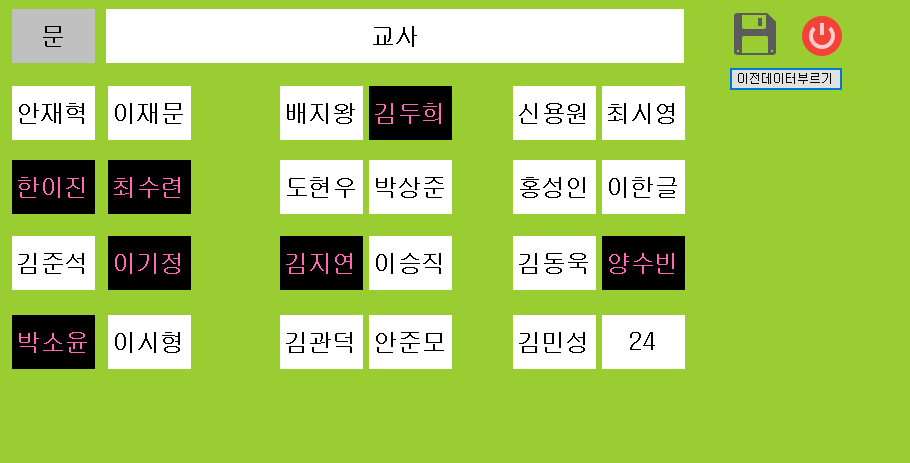 문 교사
이전데이터부르기
안재혁 이재문 배지왕 김두희 신용원 최시영
한이진 최수련 도현우 박상준 홍성인 이한글
김준석 이기정 김지연 이승직 김동욱 양수빈
박소윤 이시형 김관덕 안준모 김민성 24